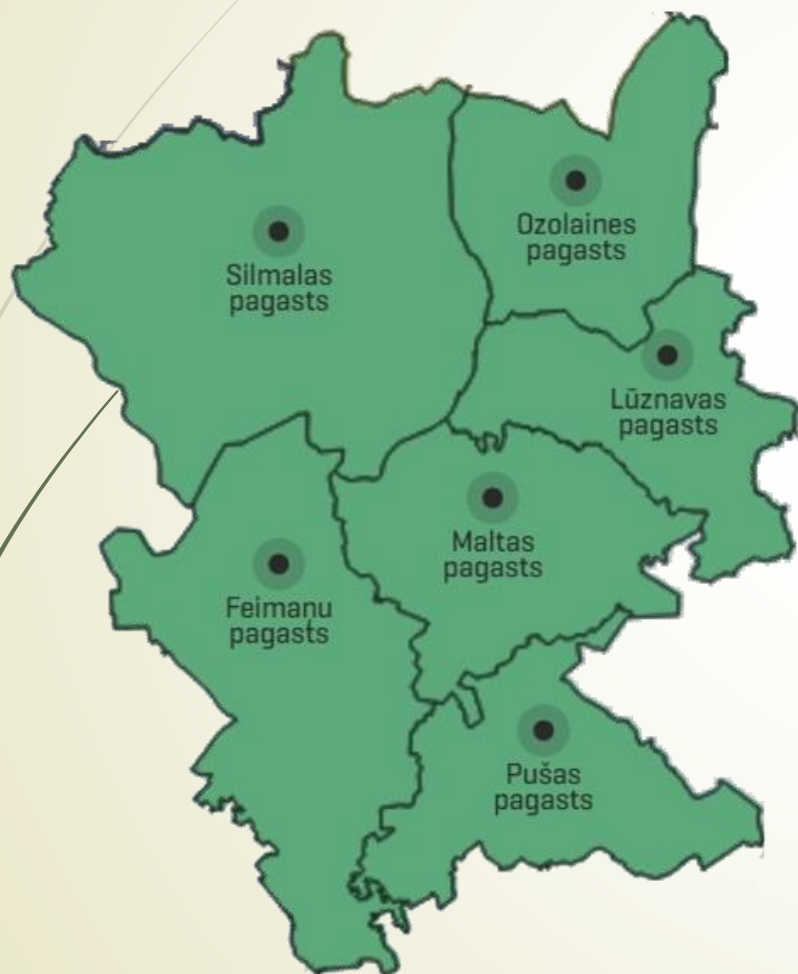 Ozolaines
pagasts
Silmalas
pagasts
Lūznavas
pagasts
Maltas
pagasts
Feimaņu
pagasts
Pušas
pagasts